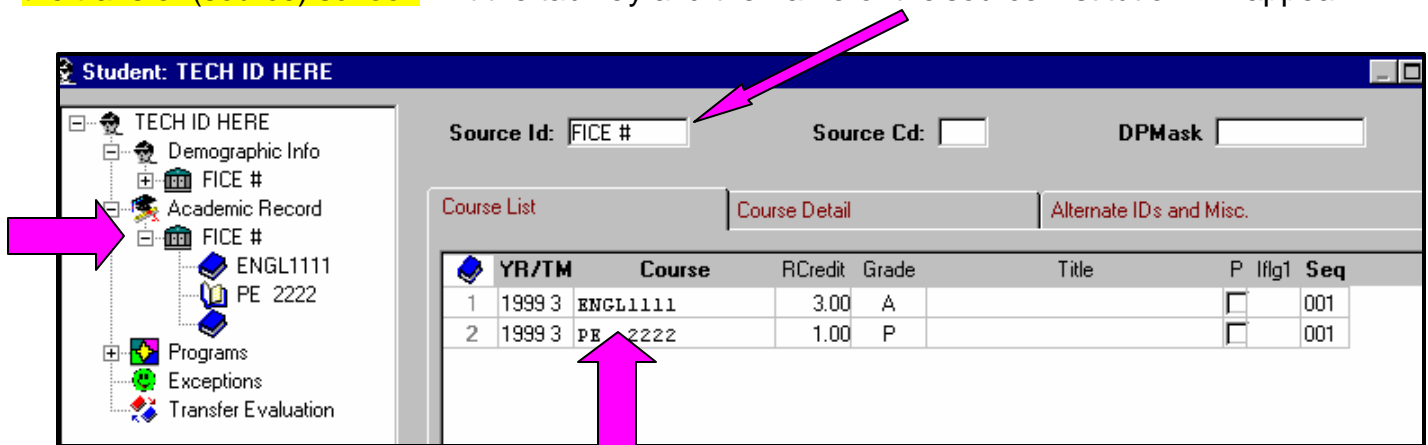 Student: TECH ID HERE
TECH ID HERE
Demographic Info
FICE #
Academic Record
FICE #
ENGL1111
PE 2222
Programs
Exceptions
Transfer Evaluation
Source Id: FICE # Source Cd: DPMask
Course List Course Detail Alternate IDs and Misc.
YR/TM Course RCredit Grade Title P Iflg1 Seq
1 1999 3 ENGL1111 3.00 A 001
2 1999 3 PE 2222 1.00 P 001